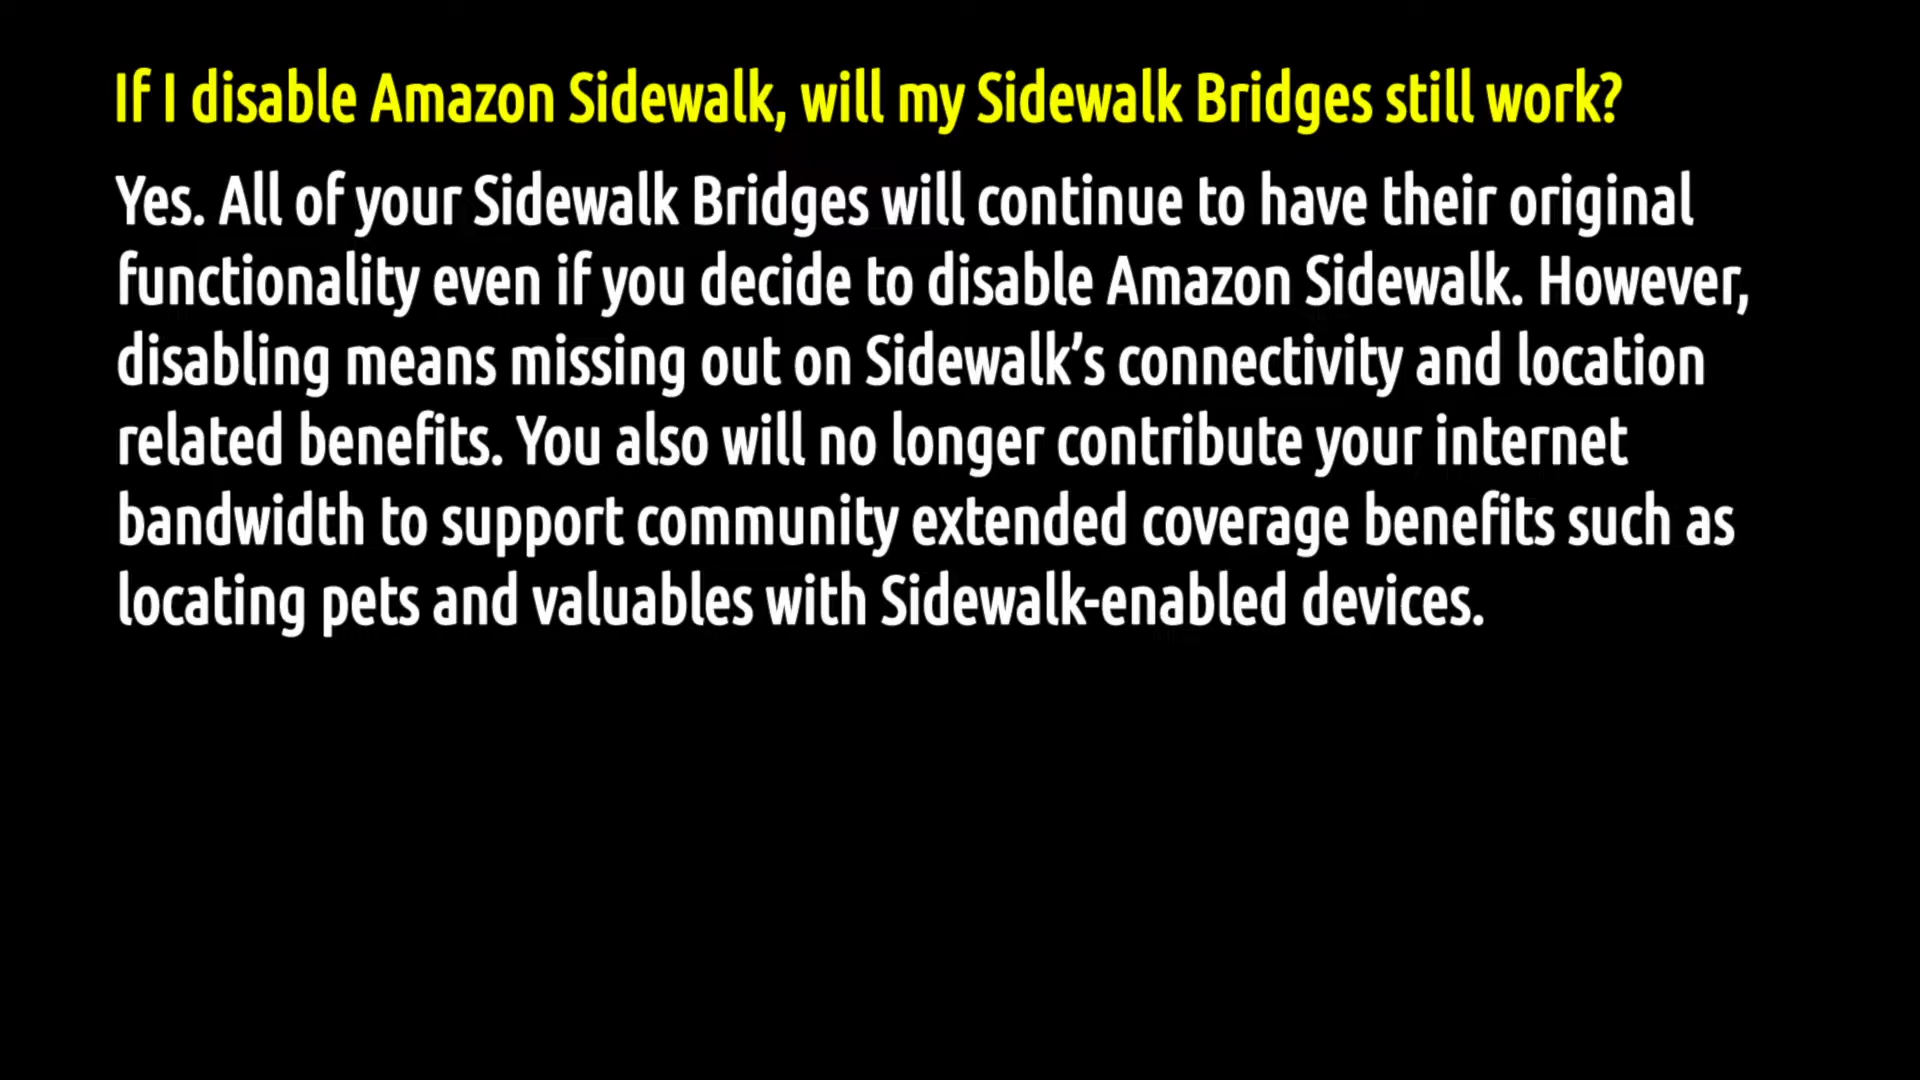 If I disable Amazon Sidewalk, will my Sidewalk Bridges still work?
Yes. All of your Sidewalk Bridges will continue to have their original
functionality even if you decide to disable Amazon Sidewalk. However,
disabling means missing out on Sidewalk’s connectivity and location
related benefits. You also will no longer contribute your internet
bandwidth to support community extended coverage benefits such as
locating pets and valuables with Sidewalk-enabled devices.